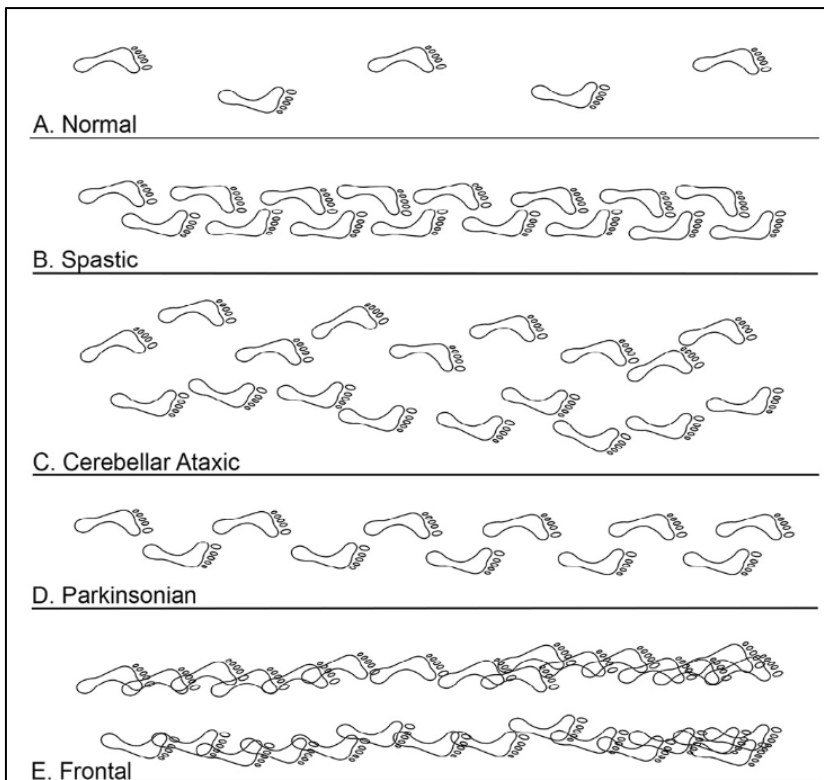 A. Normal
B. Spastic
C. Cerebellar Ataxic
D. Parkinsonian
E. Frontal